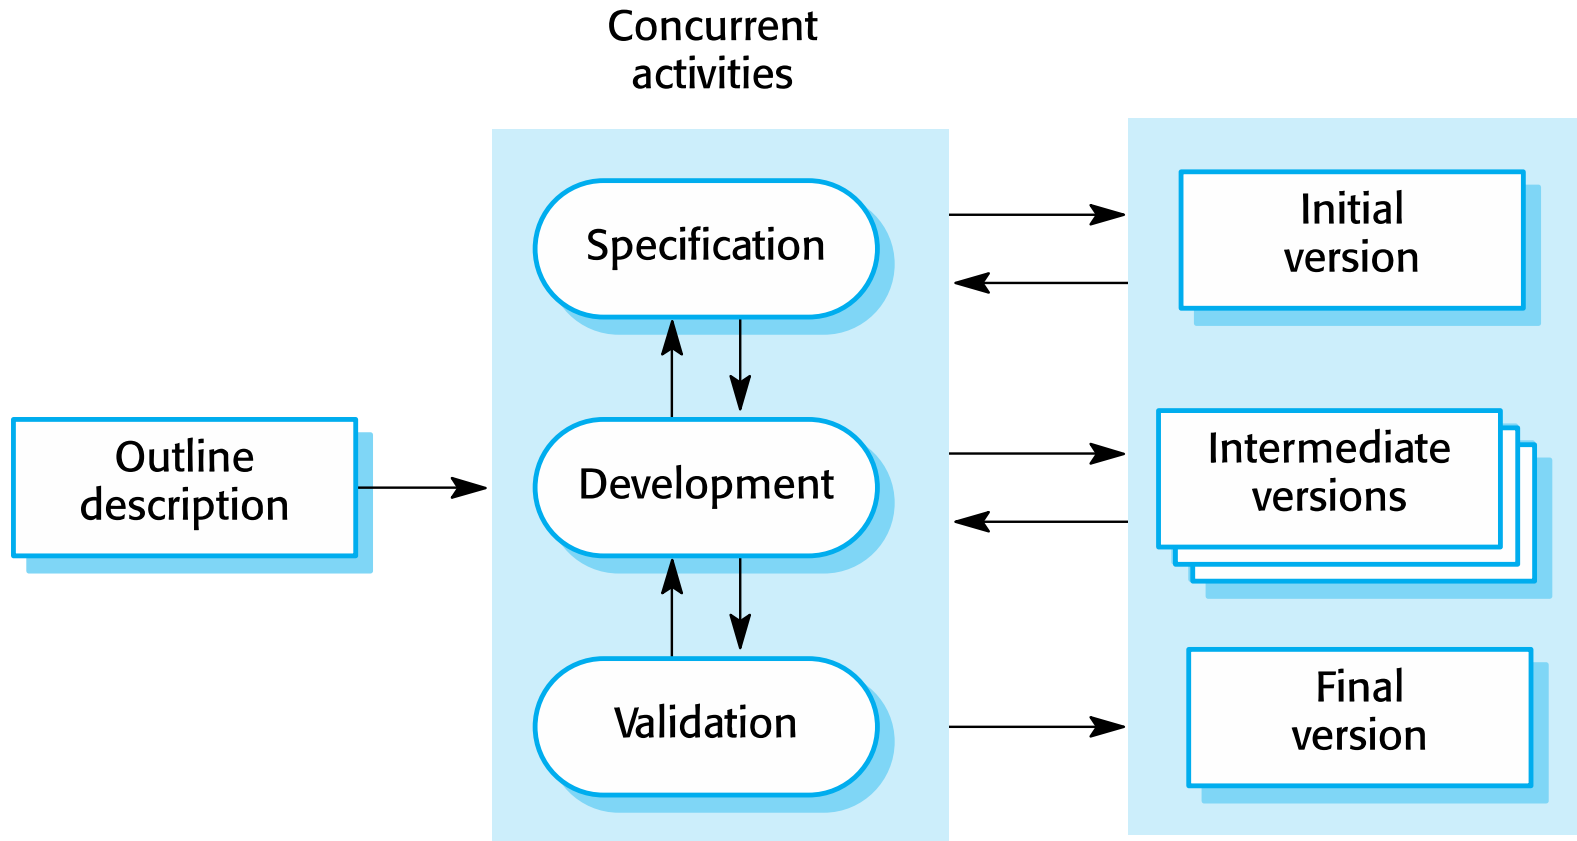 Concurrent
activities
Specification
Initial
version
Outline
description
Development
Intermediate
versions
Validation
Final
version